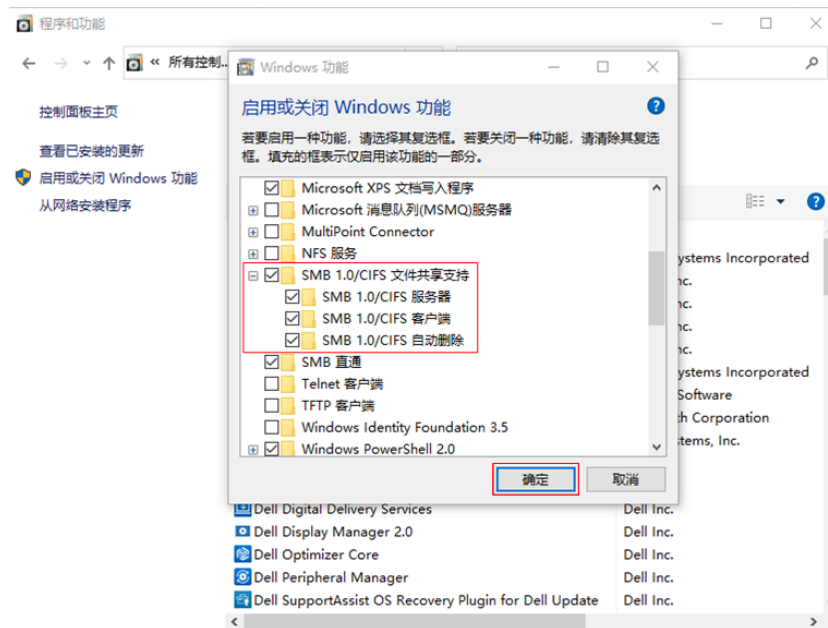 程序和功能
所有控制...
控制面板主页
查看已安装的更新
启用或关闭 Windows 功能
从网络安装程序
Windows 功能
启用或关闭 Windows 功能
若要启用一种功能，请选择其复选框。若要关闭一种功能，请清除其复选
框。填充的框表示仅启用该功能的一部分。
Microsoft XPS 文档写入程序
Microsoft 消息队列(MSMQ)服务器
MultiPoint Connector
NFS 服务
SMB 1.0/CIFS 文件共享支持
SMB 1.0/CIFS 服务器
SMB 1.0/CIFS 客户端
SMB 1.0/CIFS 自动删除
SMB 直通
Telnet 客户端
TFTP 客户端
Windows Identity Foundation 3.5
Windows PowerShell 2.0
确定 取消
ystems Incorporated
nc.
nc.
nc.
nc.
ystems Incorporated
Software
th Corporation
stems, Inc.
Dell Digital Delivery Services Dell Inc.
Dell Display Manager 2.0 Dell Inc.
Dell Optimizer Core Dell Inc.
Dell Peripheral Manager Dell Inc.
Dell SupportAssist OS Recovery Plugin for Dell Update Dell Inc.